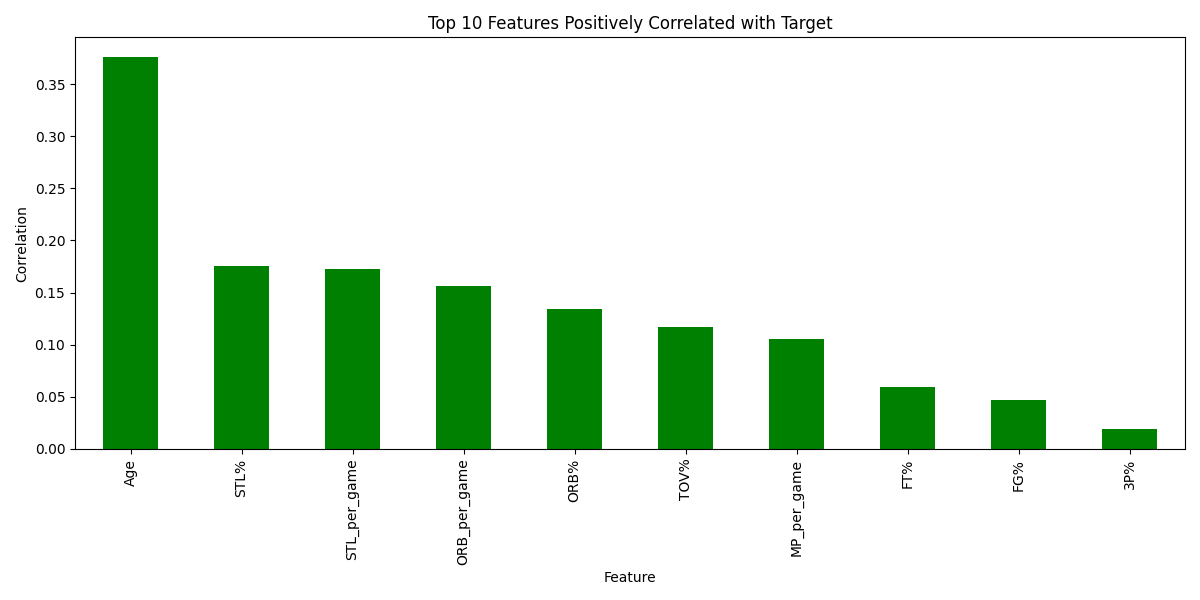 Top 10 Features Positively Correlated with Target
Correlation
0.35
0.30
0.25
0.20
0.15
0.10
0.05
0.00
Age
STL%
STL_per_game
ORB_per_game
ORB%
TOV%
MP_per_game
FT%
FG%
3P%
Feature